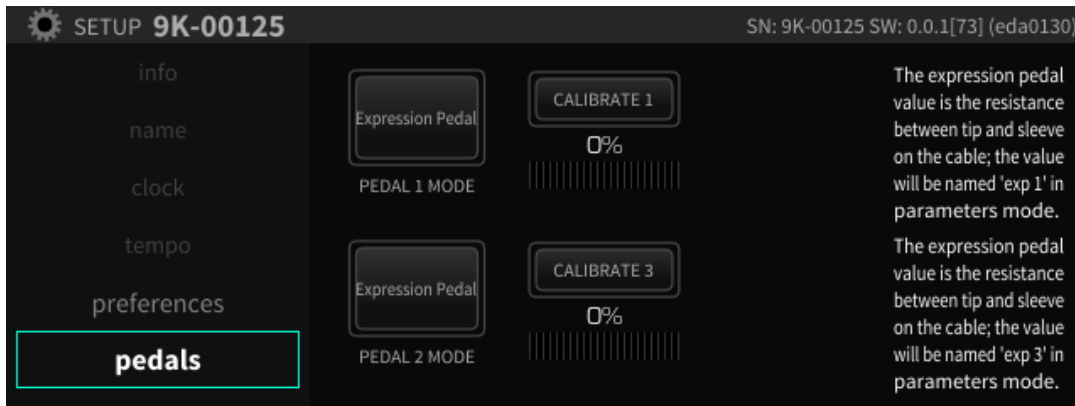 SETUP 9K-00125
SN: 9K-00125 SW: 0.0.1[73] (eda0130)
info
name
clock
tempo
preferences
pedals
Expression Pedal
PEDAL 1 MODE
CALIBRATE 1
0%
The expression pedal
value is the resistance
between tip and sleeve
on the cable; the value
will be named 'exp 1' in
parameters mode.
Expression Pedal
PEDAL 2 MODE
CALIBRATE 3
0%
The expression pedal
value is the resistance
between tip and sleeve
on the cable; the value
will be named 'exp 3' in
parameters mode.